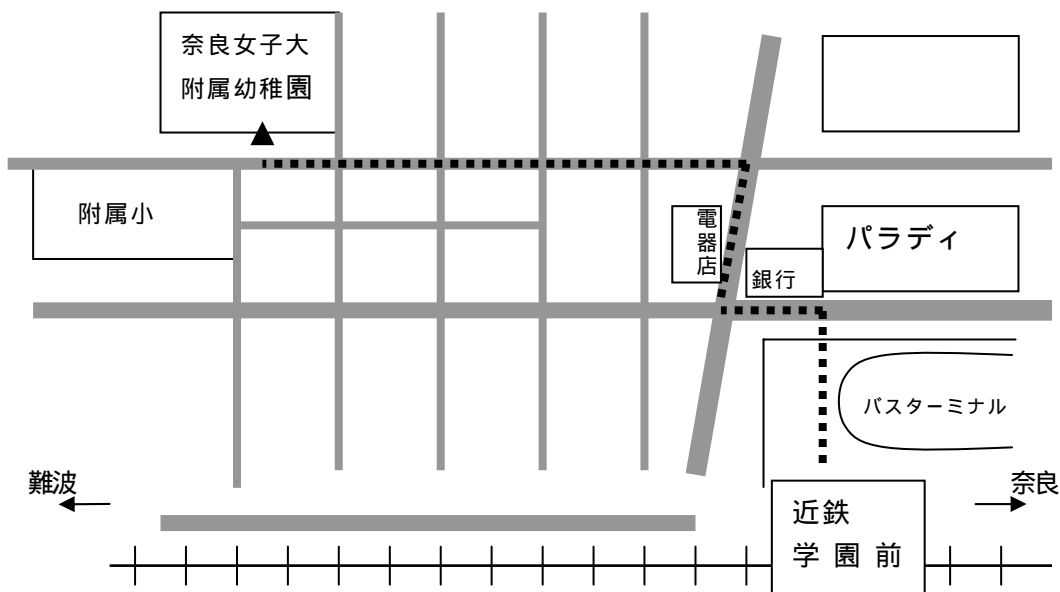 奈良女子大
附属幼稚園
附属小
電器店
パラディ
銀行
バスターミナル
難波
奈良
近鉄
学園前